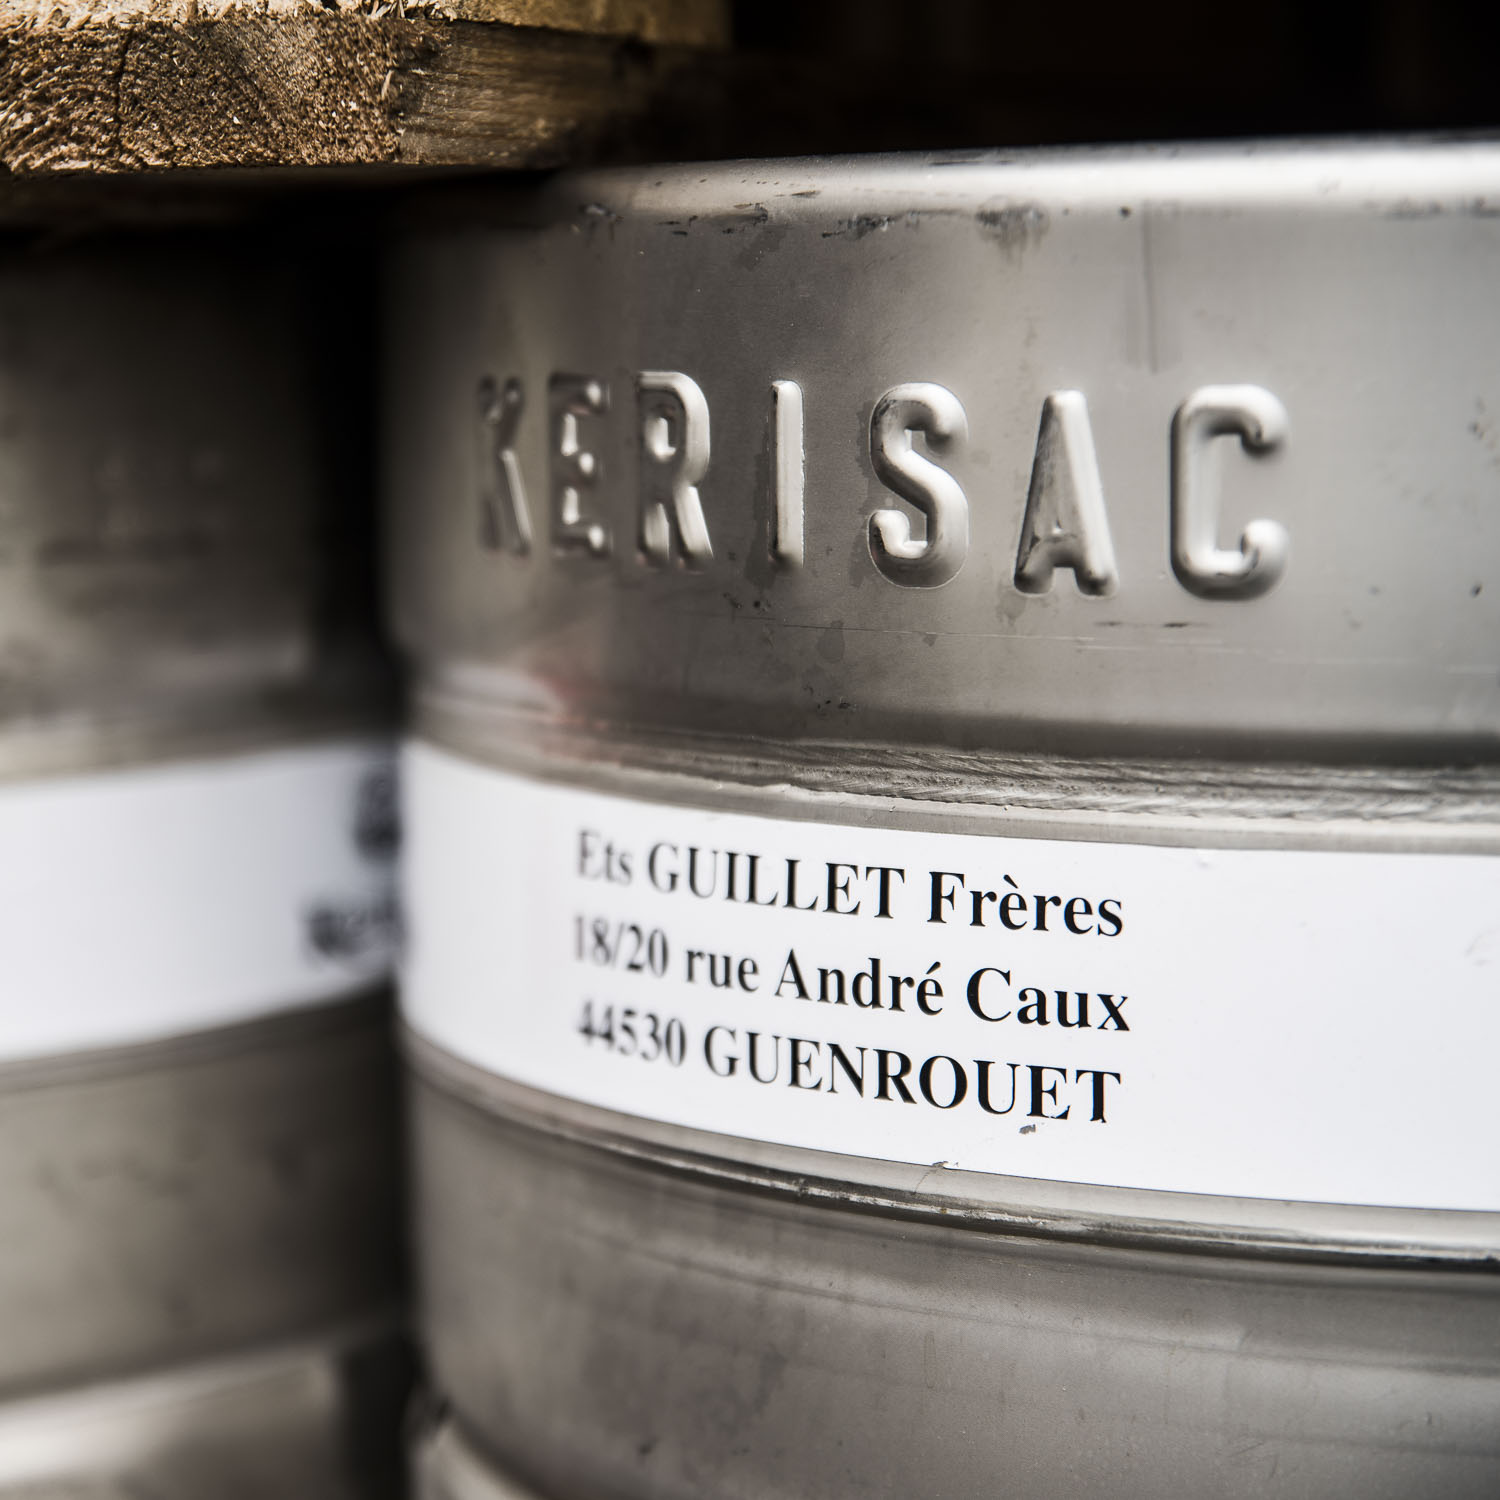 KERISAC
Ets GUILLET Frères
18/20 rue André Caux
44530 GUENROUET